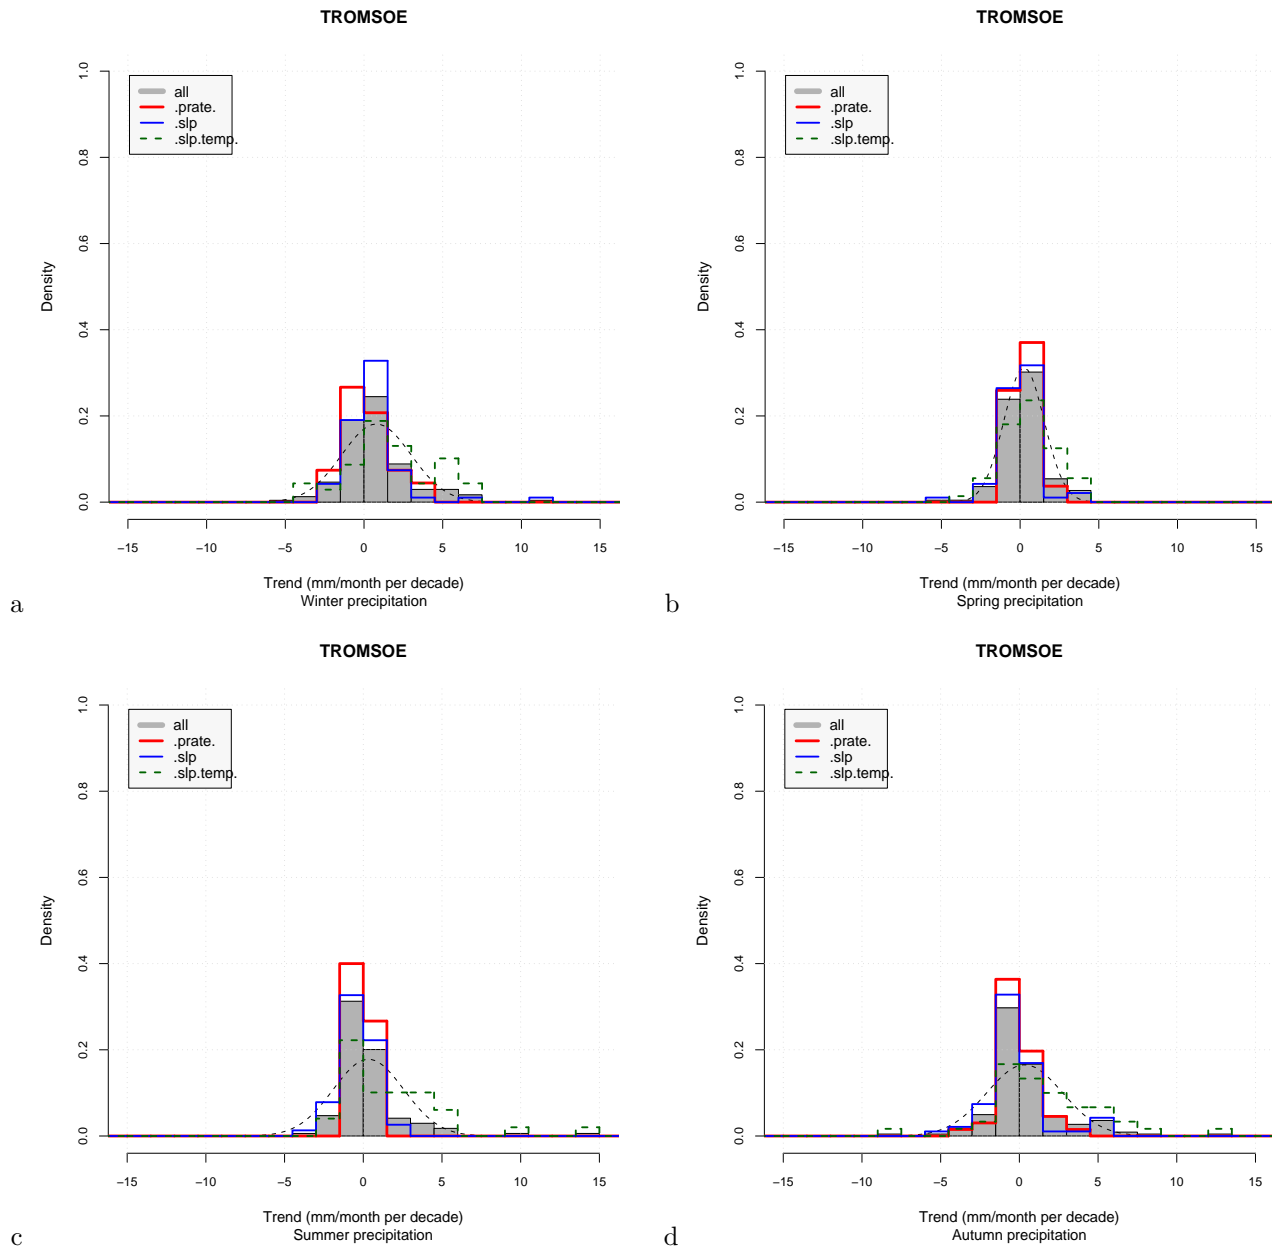 TROMSOE
1.0
0.8
0.6
0.4
0.2
0.0
Density
all
.prate.
.slp
.slp.temp.
−15 −10 −5 0 5 10 15
Trend (mm/month per decade)
Winter precipitation
a
TROMSOE
1.0
0.8
0.6
0.4
0.2
0.0
Density
all
.prate.
.slp
.slp.temp.
−15 −10 −5 0 5 10 15
Trend (mm/month per decade)
Spring precipitation
b
TROMSOE
1.0
0.8
0.6
0.4
0.2
0.0
Density
all
.prate.
.slp
.slp.temp.
−15 −10 −5 0 5 10 15
Trend (mm/month per decade)
Summer precipitation
c
TROMSOE
1.0
0.8
0.6
0.4
0.2
0.0
Density
all
.prate.
.slp
.slp.temp.
−15 −10 −5 0 5 10 15
Trend (mm/month per decade)
Autumn precipitation
d